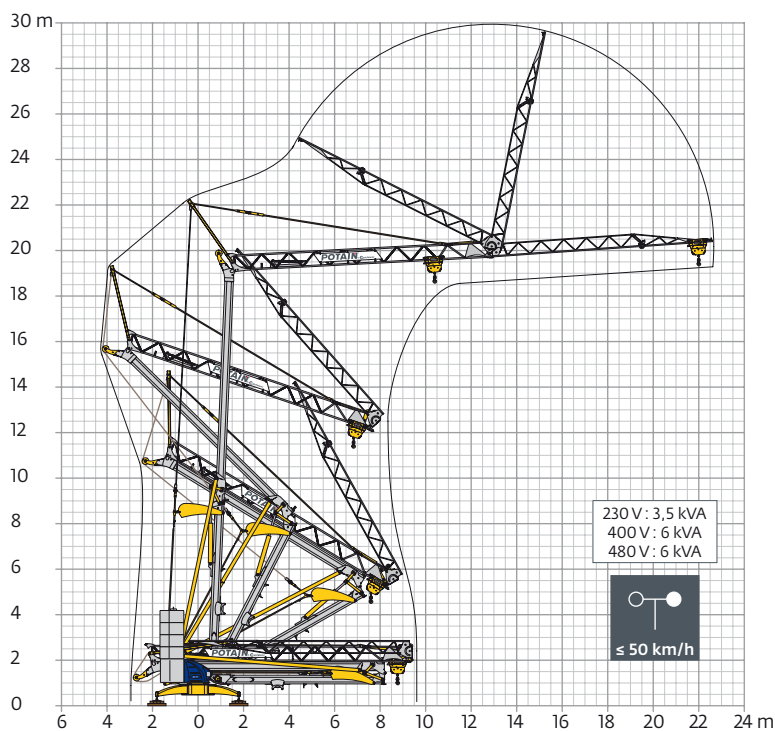 30 m
28
26
24
22
20
18
16
14
12
10
8
6
4
2
0
POTAIN
POTAIN
POTAIN
POTAIN
230 V : 3,5 kVA
400 V : 6 kVA
480 V : 6 kVA
≤ 50 km/h
6 4 2 0 2 4 6 8 10 12 14 16 18 20 22 24 m